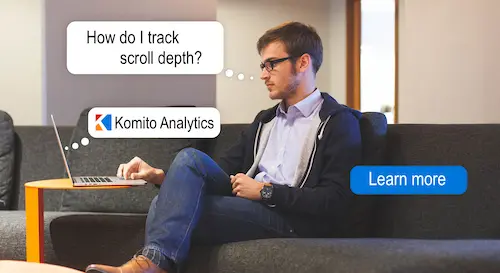 How do I track
scroll depth?
Komito Analytics
Learn more